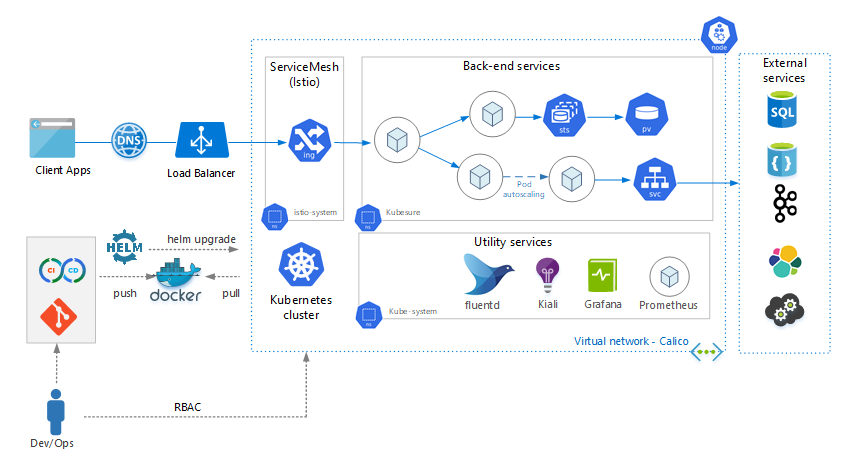 node
ServiceMesh
(Istio)
Back-end services
External
services
sts
pv
SQL
DNS
ing
Client Apps
Load Balancer
Pod
autoscaling
svc
{ }
ns
istio-system
ns
Kubesure
HELM
helm upgrade
Utility services
CI
CD
push
docker
pull
Kubernetes
cluster
fluentd
Kiali
Grafana
Prometheus
ns
Kube-system
Virtual network - Calico
RBAC
Dev/Ops